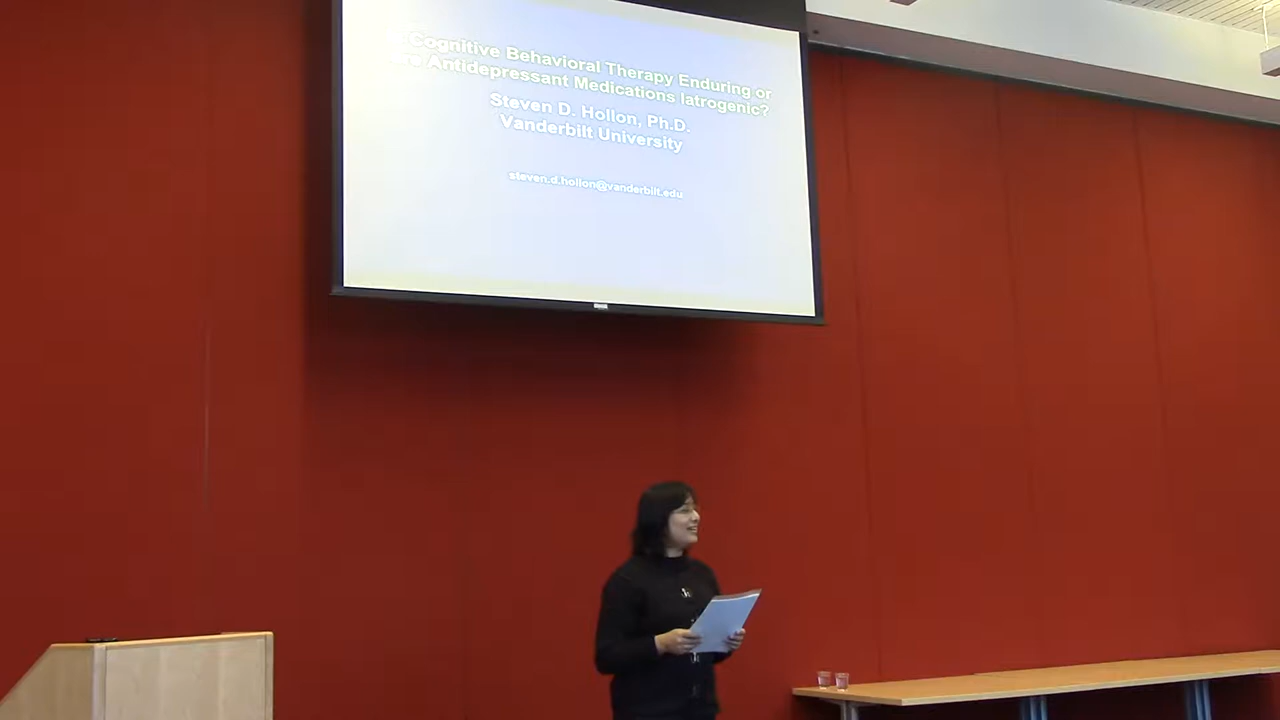 Cognitive Behavioral Therapy Enduring or
Antidepressant Medications Iatrogenic?
Steven D. Hollon, Ph.D.
Vanderbilt University
steven.d.hollon@vanderbilt.edu